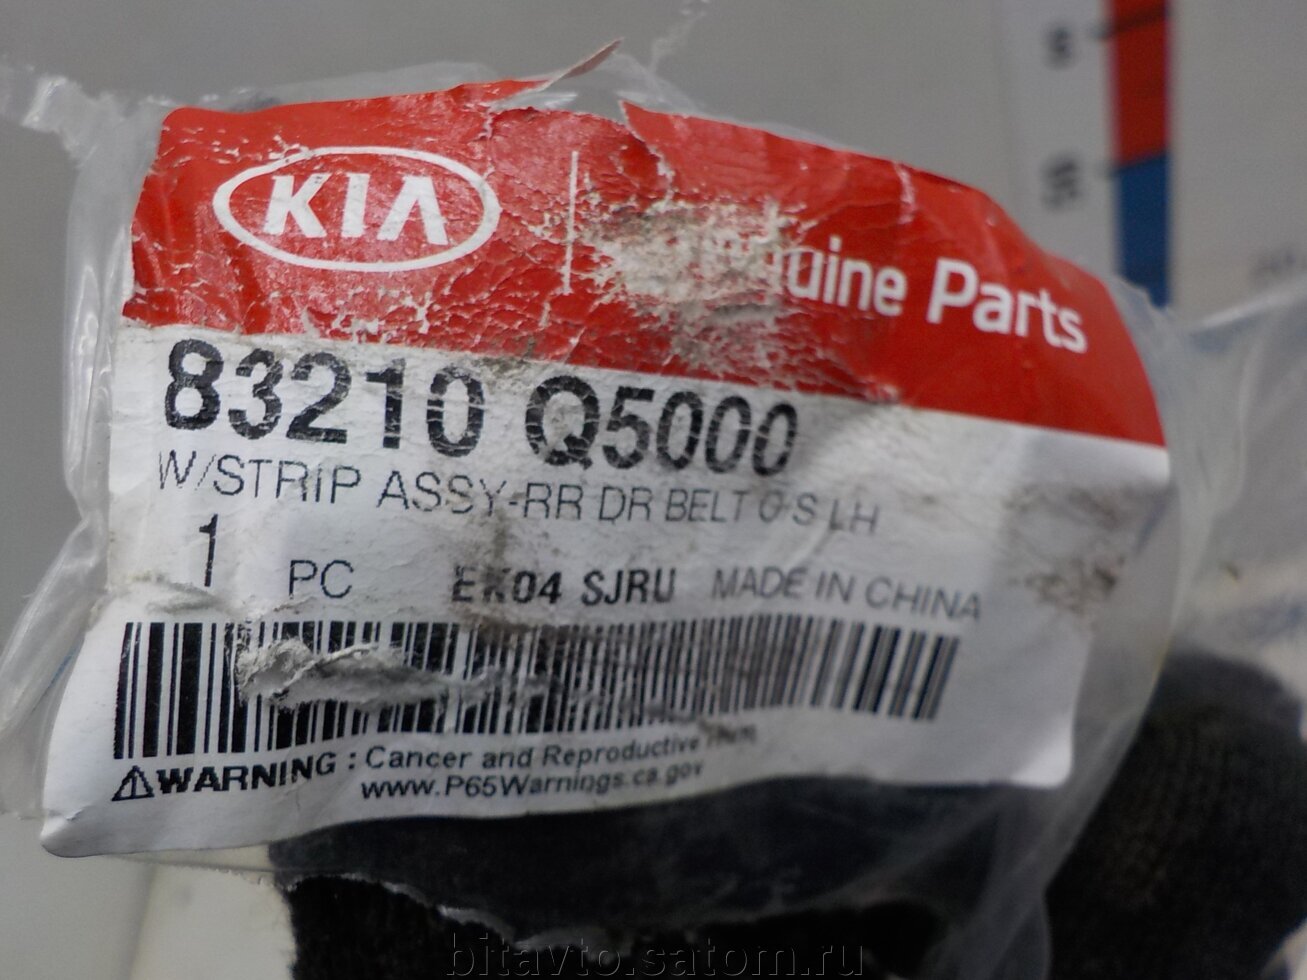 KIA
Parts
83210 Q5000
W/STRIP ASSY-RR DR BELT O-S LH
1 PC EK04 SJRU MADE IN CHINA
⚠WARNING : Cancer and Reproductive Harm
www.P65Warnings.ca.gov
bitavto.satom.ru